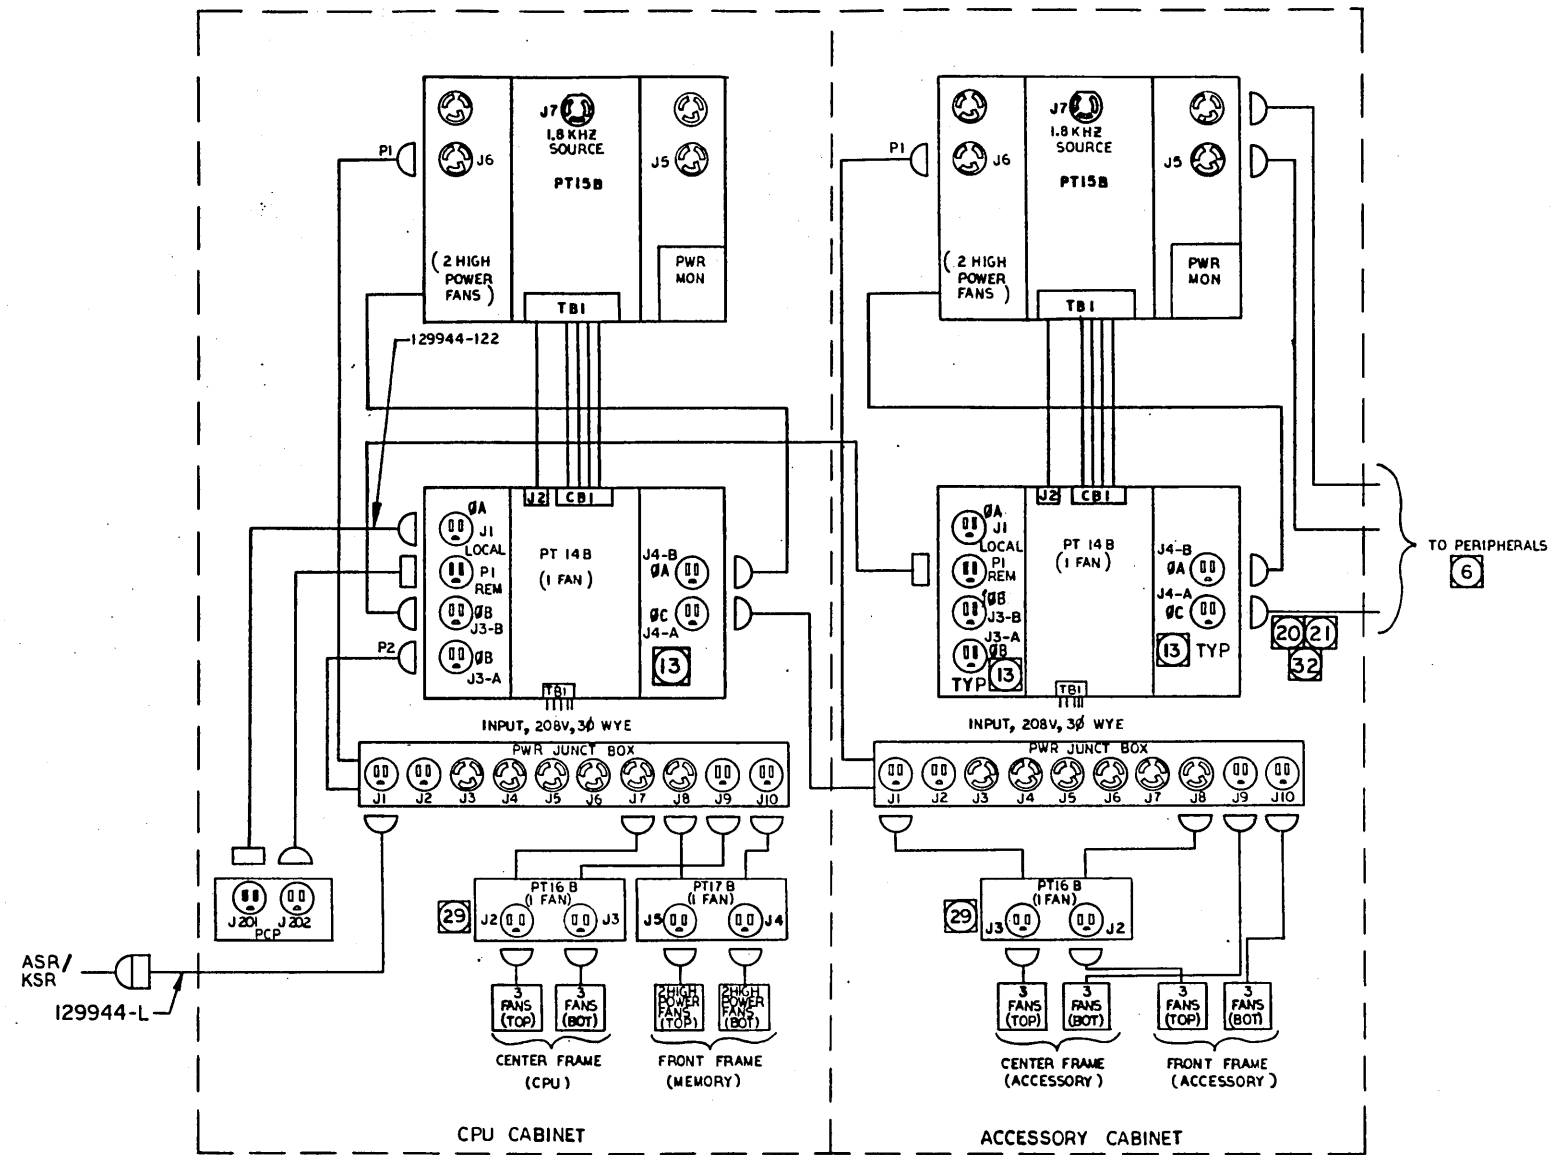 J7
1.8 KHZ
SOURCE
PT15B
P1
J6
J5
(2 HIGH
POWER
FANS)
PWR
MON
TB1
129944-122
J2
CB1
ØA
J1
LOCAL
P1
REM
ØB
J3-B
P2
ØB
J3-A
PT 14B
(1 FAN)
J4-B
ØA
ØC
J4-A
13
TB1
INPUT, 208V, 3Ø WYE
PWR JUNCT BOX
J1 J2 J3 J4 J5 J6 J7 J8 J9 J10
J201 J202
PCP
29
PT16B
(1 FAN)
J2 J3
PT17B
(1 FAN)
J5 J4
ASR/
KSR
129944-L
3
FANS
(TOP)
3
FANS
(BOT)
2HIGH
POWER
FANS
(TOP)
2HIGH
POWER
FANS
(BOT)
CENTER FRAME
(CPU)
FRONT FRAME
(MEMORY)
CPU CABINET
J7
1.8 KHZ
SOURCE
PT15B
P1
J6
J5
(2 HIGH
POWER
FANS)
PWR
MON
TB1
J2
CB1
ØA
J1
LOCAL
P1
REM
ØB
J3-B
J3-A
ØB
TYP 13
PT 14B
(1 FAN)
J4-B
ØA
J4-A
ØC
13 TYP
TB1
20 21
32
TO PERIPHERALS
6
INPUT, 208V, 3Ø WYE
PWR JUNCT BOX
J1 J2 J3 J4 J5 J6 J7 J8 J9 J10
29
PT16B
(1 FAN)
J3 J2
3
FANS
(TOP)
3
FANS
(BOT)
3
FANS
(TOP)
3
FANS
(BOT)
CENTER FRAME
(ACCESSORY)
FRONT FRAME
(ACCESSORY)
ACCESSORY CABINET